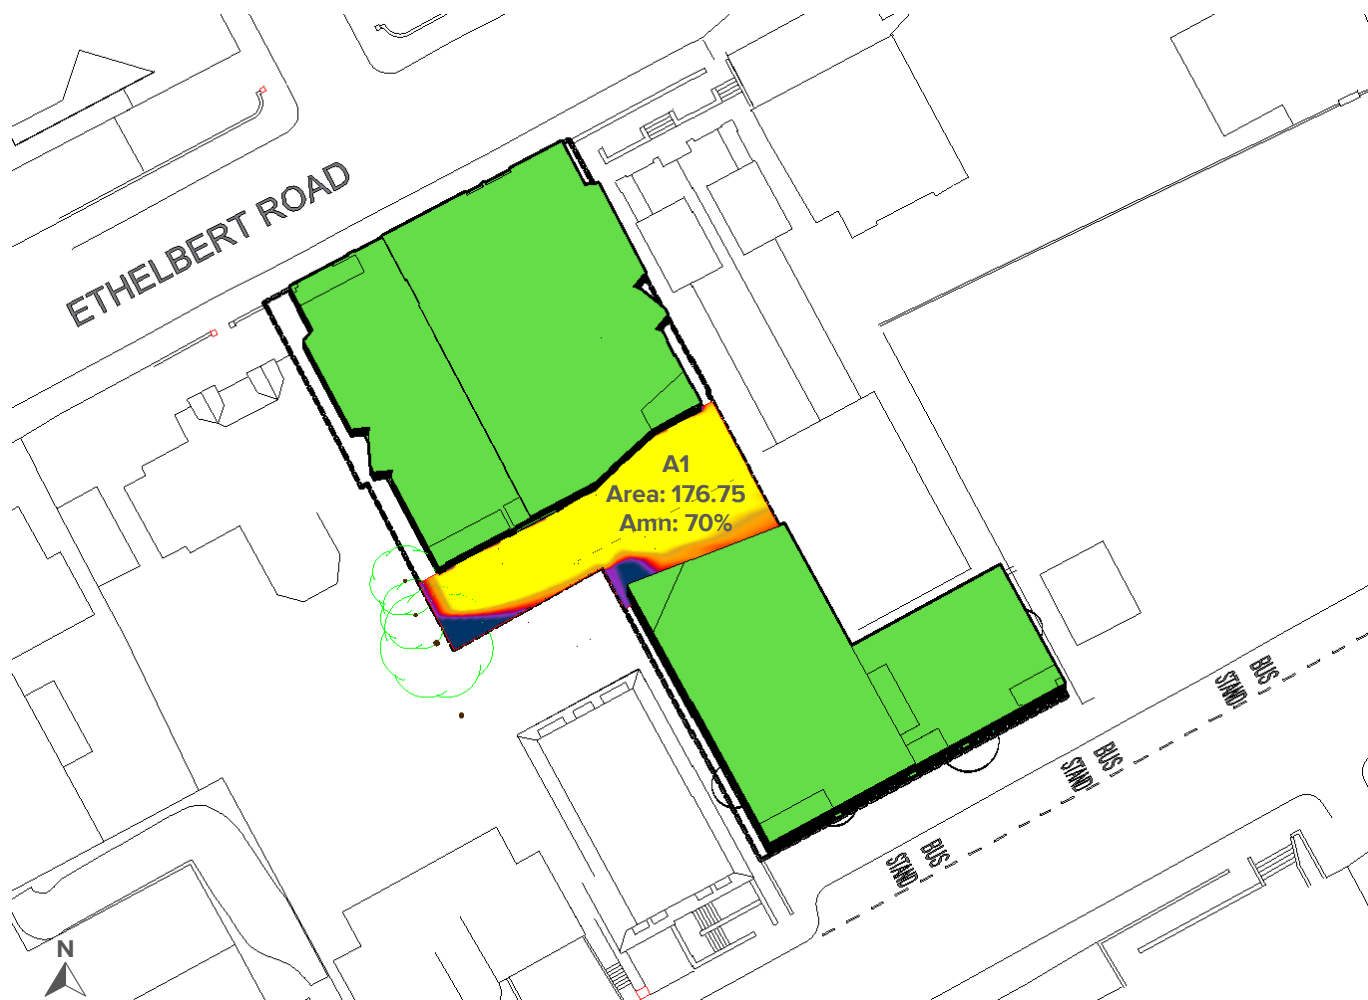 ETHELBERT ROAD
A1
Area: 176.75
Amn: 70%
BUS
STAND
BUS
STAND
BUS
STAND
N